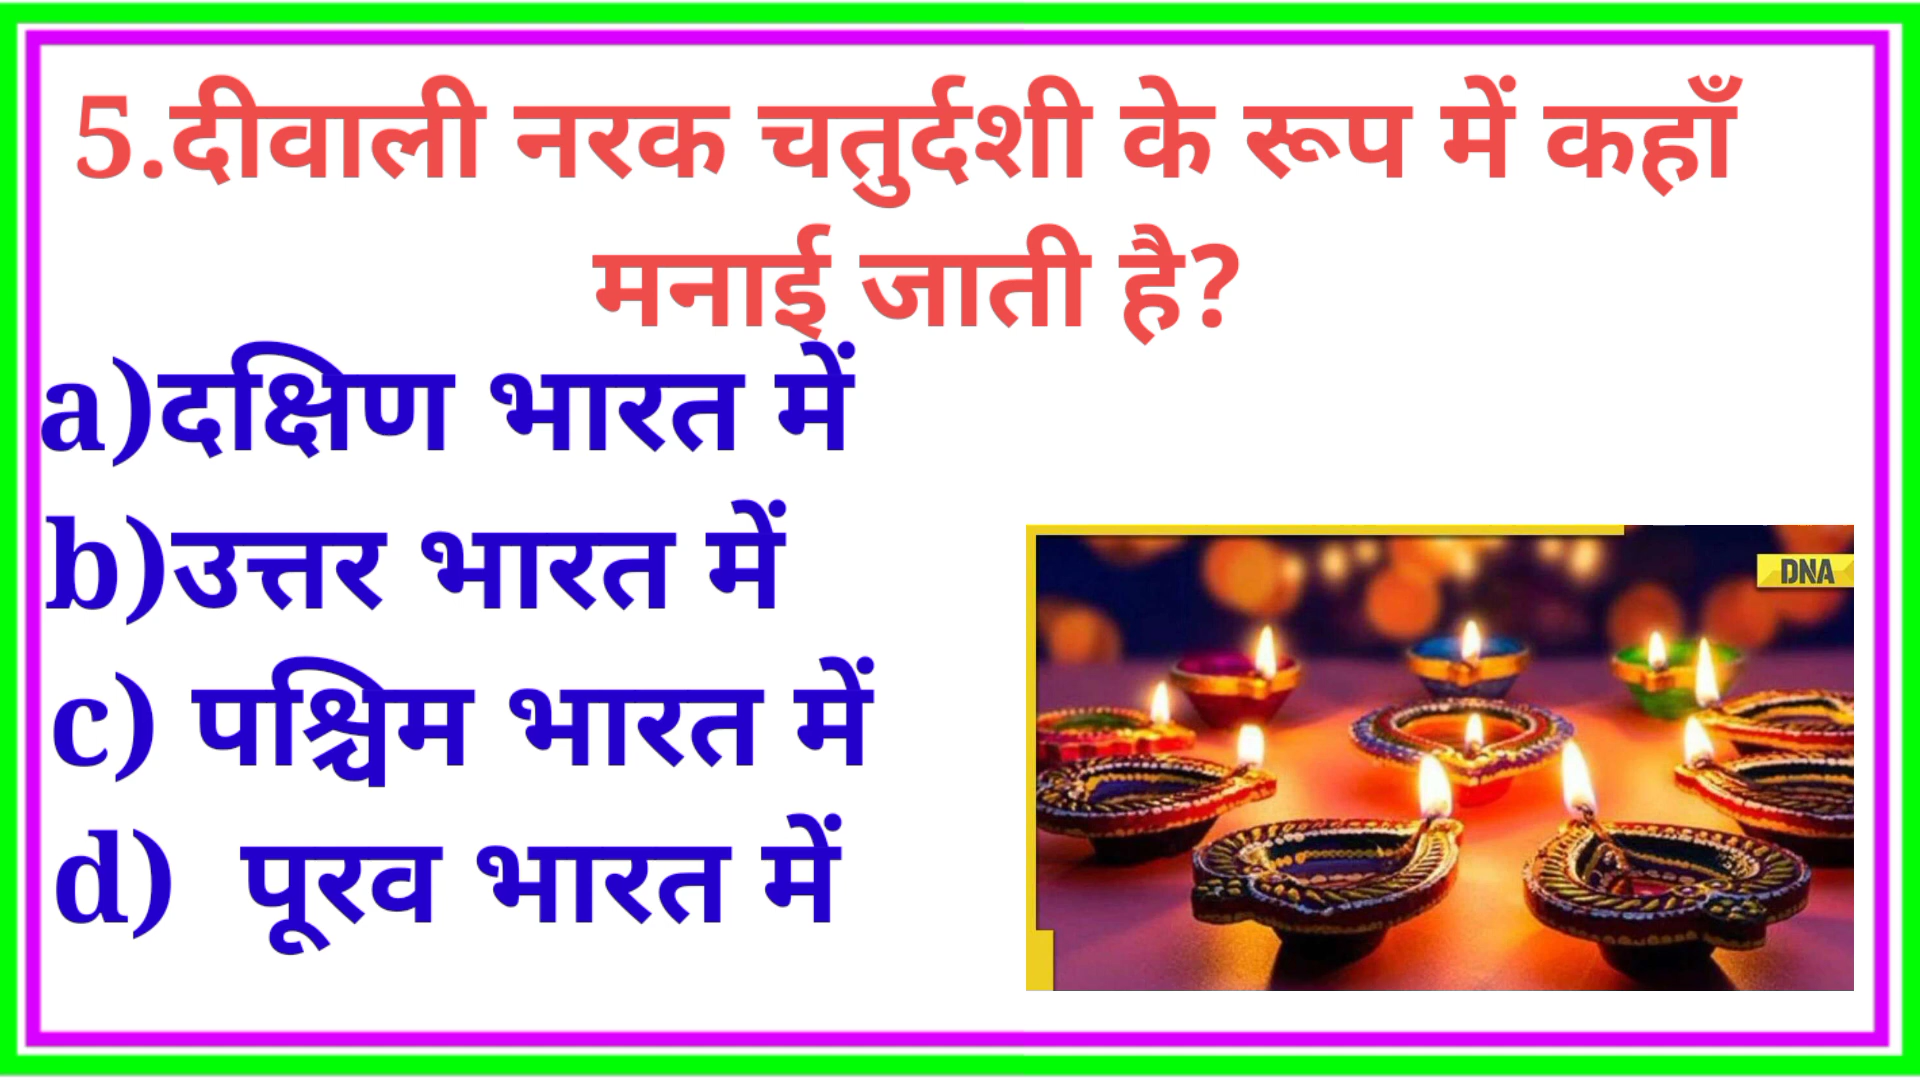 5.दीवाली नरक चतुर्दशी के रूप में कहाँ
मनाई जाती है?
a)दक्षिण भारत में
b)उत्तर भारत में
c) पश्चिम भारत में
d) पूरव भारत में
DNA